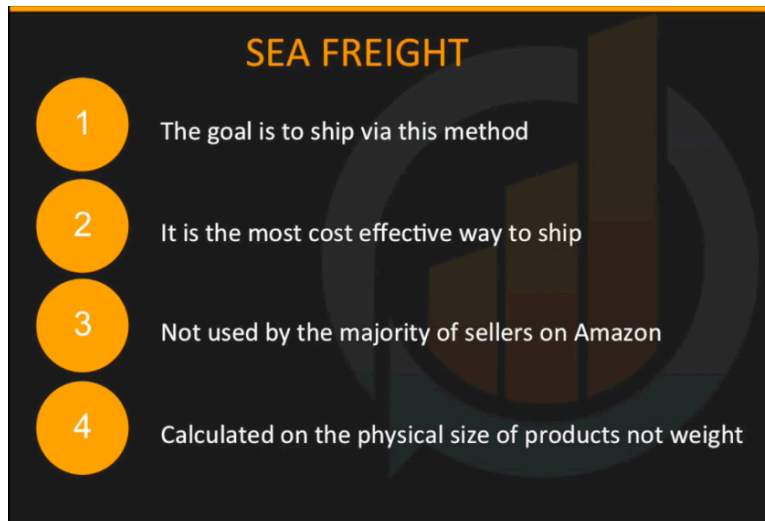 SEA FREIGHT
1
The goal is to ship via this method
2
It is the most cost effective way to ship
3
Not used by the majority of sellers on Amazon
4
Calculated on the physical size of products not weight